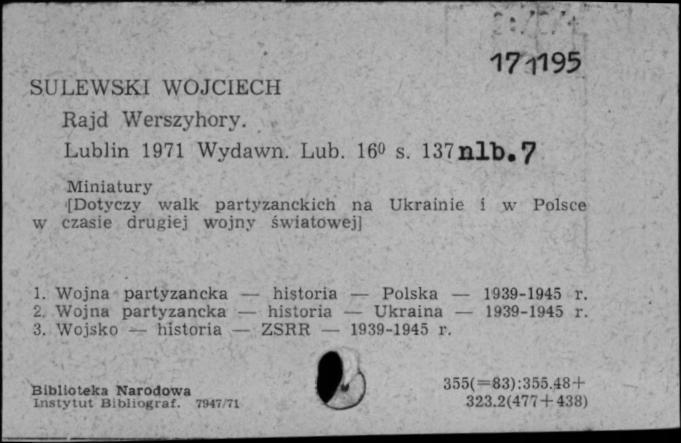 171195
SULEWSKI WOJCIECH
Rajd Werszyhory.
Lublin 1971 Wydawn. Lub. 16⁰ s. 137 nlb. 7
Miniatury
[Dotyczy walk partyzanckich na Ukrainie i w Polsce
w czasie drugiej wojny światowej]
1. Wojna partyzancka — historia — Polska — 1939-1945 r.
2. Wojna partyzancka — historia — Ukraina — 1939-1945 r.
3. Wojsko — historia — ZSRR — 1939-1945 r.
Biblioteka Narodowa
Instytut Bibliograf. 7947/71
355(=83):355.48+
323.2(477+438)